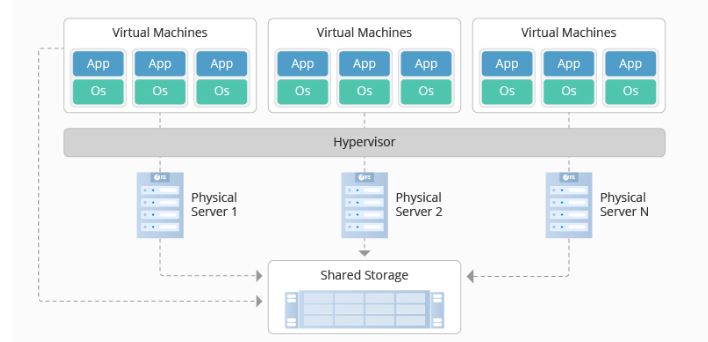 Virtual Machines Virtual Machines Virtual Machines
App App App App App App App App App
Os Os Os Os Os Os Os Os Os
Hypervisor
Physical
Server 1
Physical
Server 2
Physical
Server N
Shared Storage